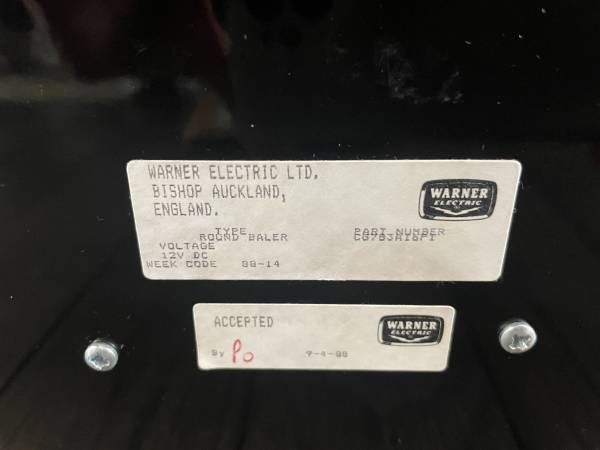 WARNER ELECTRIC LTD.
BISHOP AUCKLAND,
ENGLAND.
WARNER
ELECTRIC
TYPE
ROUND BALER
PART NUMBER
VOLTAGE
12V DC
WEEK CODE 88-14
ACCEPTED
WARNER
ELECTRIC
By Po 7-4-88